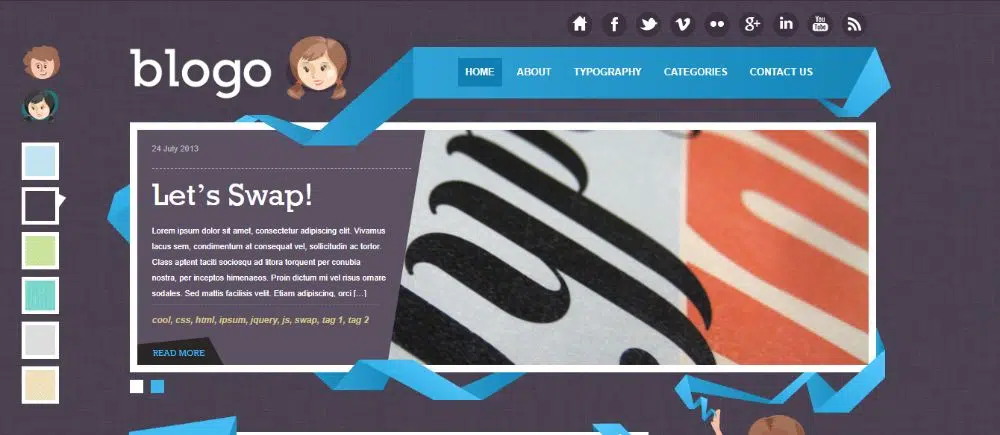 You
Tube
blogo
HOME ABOUT TYPOGRAPHY CATEGORIES CONTACT US
24 July 2013
Let's Swap!
Lorem ipsum dolor sit amet, consectetur adipiscing elit. Vivamus
lacus sem, condimentum at consequat vel, sollicitudin ac tortor.
Class aptent taciti sociosqu ad litora torquent per conubia
nostra, per inceptos himenaeos. Proin dictum mi vel risus ornare
sodales. Sed mattis facilisis velit. Etiam adipiscing, orci [...]
cool, css, html, ipsum, jquery, js, swap, tag 1, tag 2
READ MORE